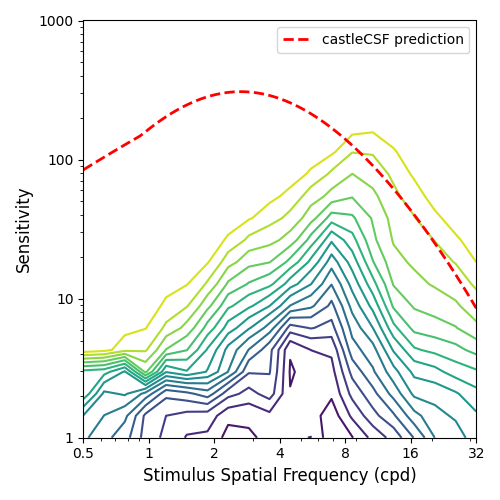 1000
castleCSF prediction
100
Sensitivity
10
1
0.5 1 2 4 8 16 32
Stimulus Spatial Frequency (cpd)